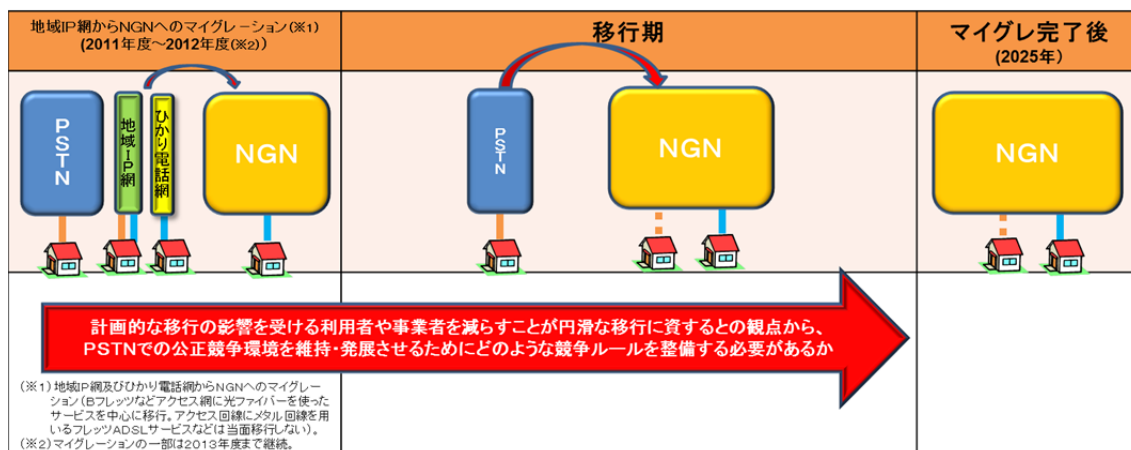 地域IP網からNGNへのマイグレーション(※1)
(2011年度～2012年度(※2))
移行期
マイグレ完了後
(2025年)
PSTN
地域IP網
ひかり電話網
NGN
PSTN
NGN
NGN
計画的な移行の影響を受ける利用者や事業者を減らすことが円滑な移行に資するとの観点から、
PSTNでの公正競争環境を維持・発展させるためにどのような競争ルールを整備する必要があるか
(※1)地域IP網及びひかり電話網からNGNへのマイグレー
ション(Bフレッツなどアクセス網に光ファイバーを使った
サービスを中心に移行。アクセス回線にメタル回線を用
いるフレッツADSLサービスなどは当面移行しない)。
(※2)マイグレーションの一部は2013年度まで継続。